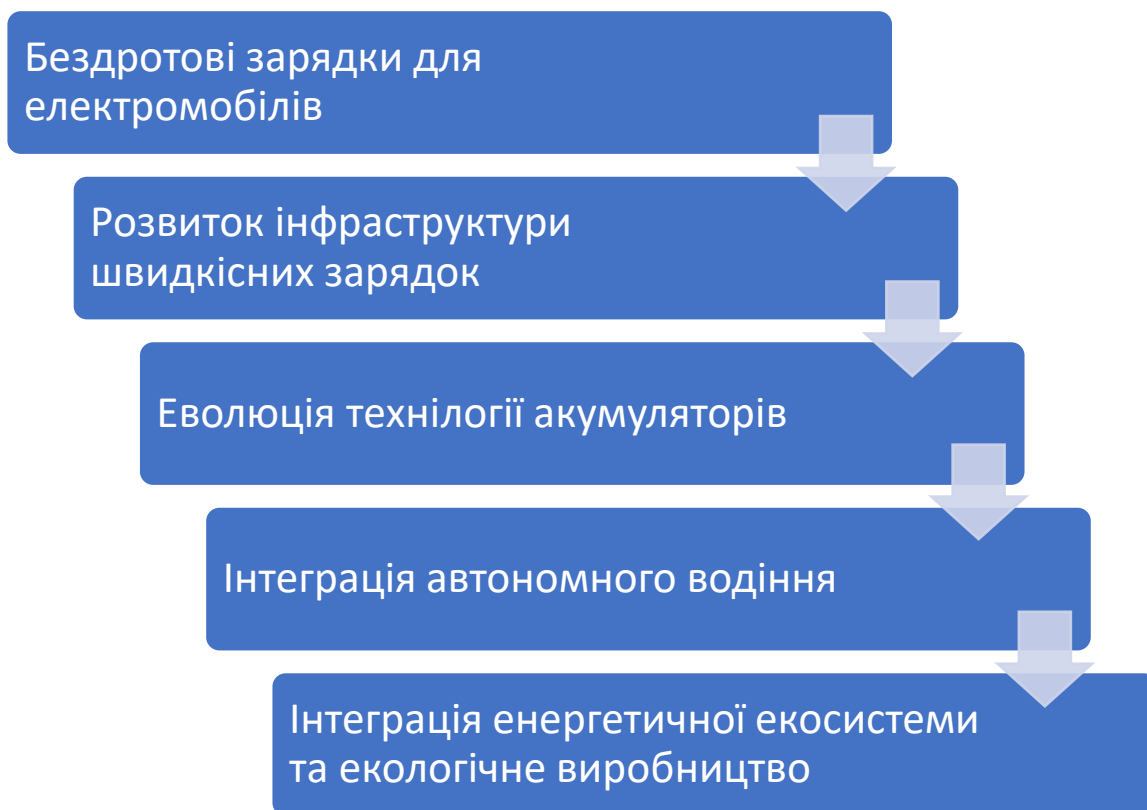 Бездротові зарядки для
електромобілів
Розвиток інфраструктури
швидкісних зарядок
Еволюція технілогії акумуляторів
Інтеграція автономного водіння
Інтеграція енергетичної екосистеми
та екологічне виробництво